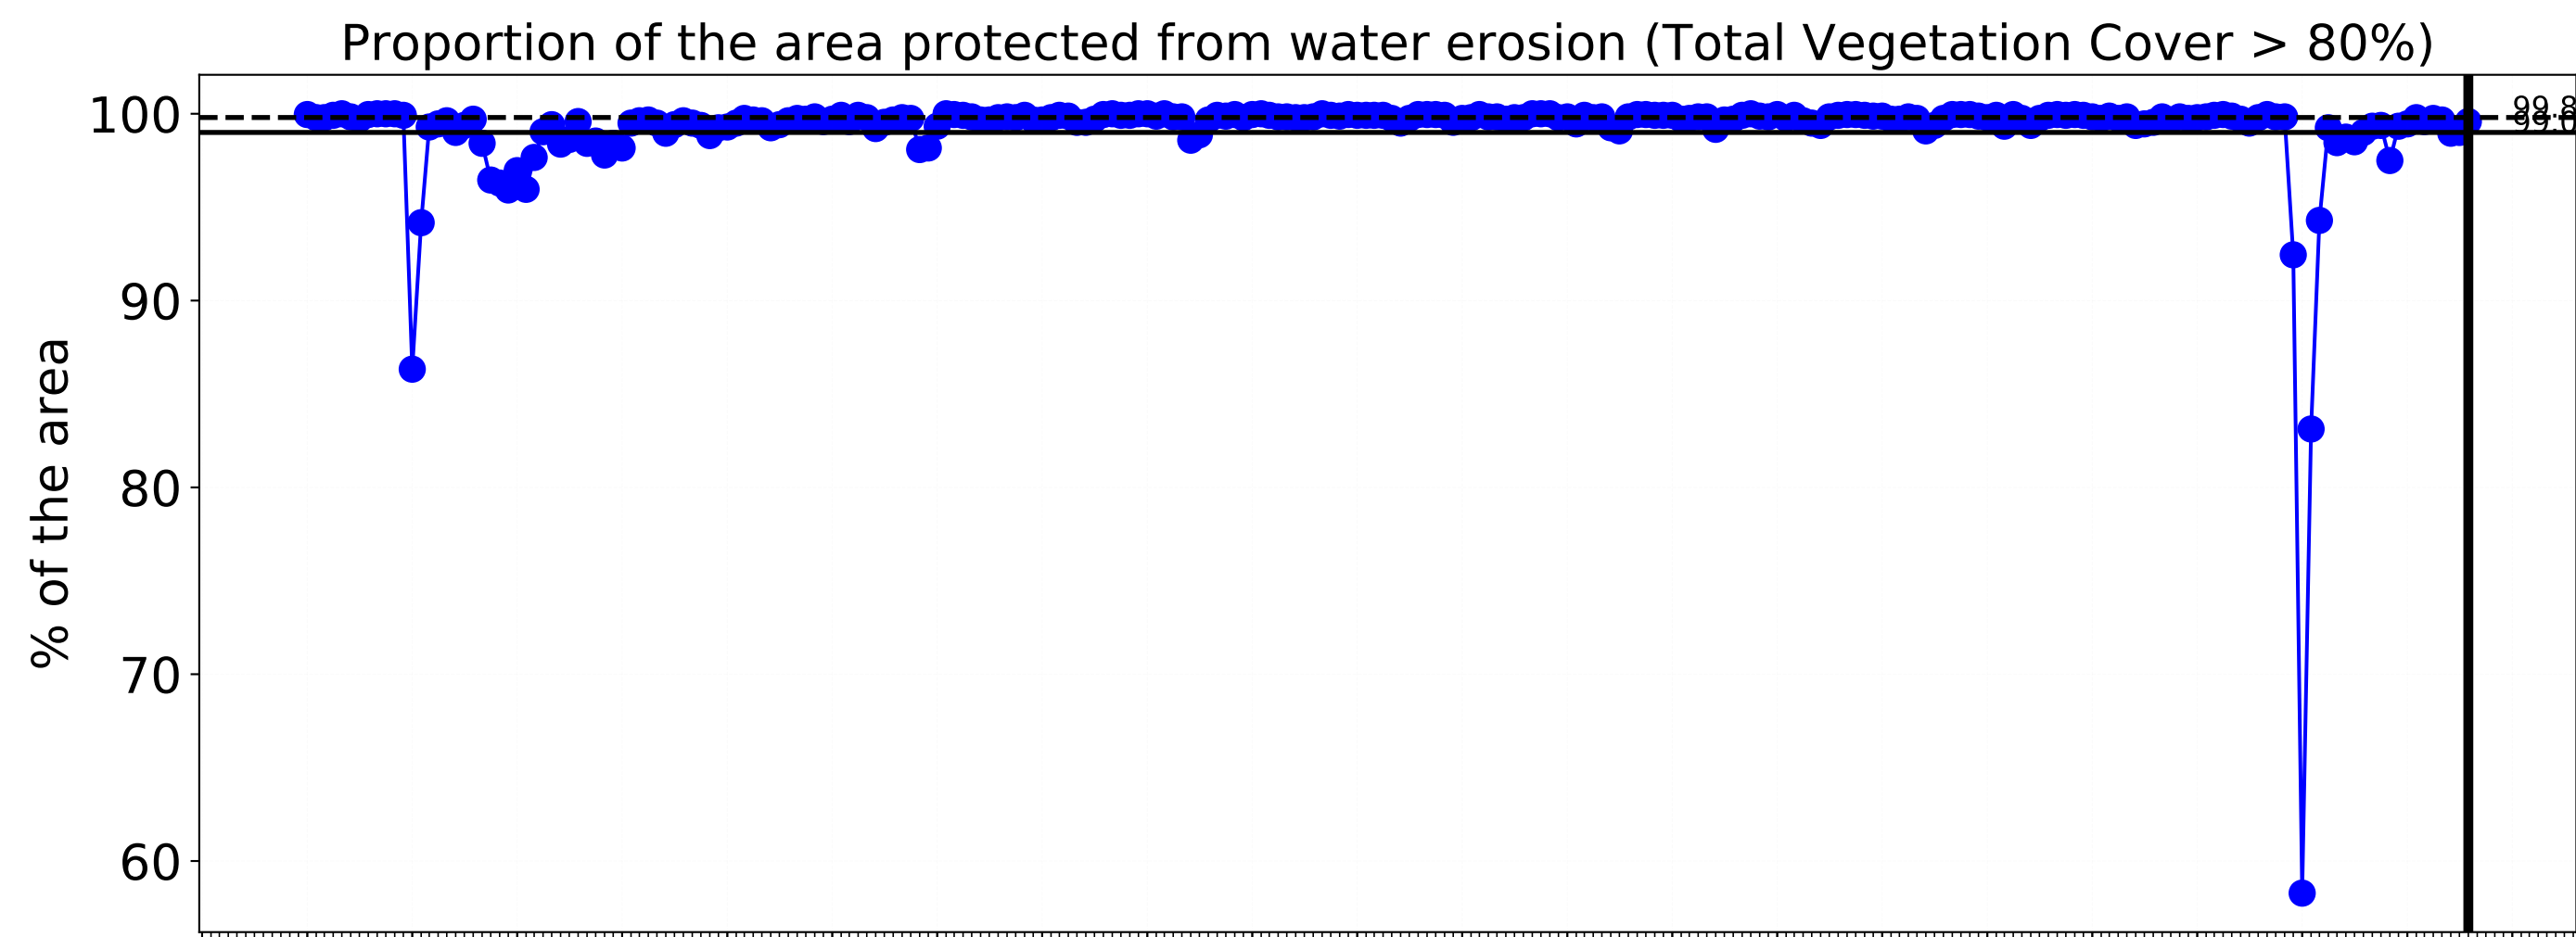 Proportion of the area protected from water erosion (Total Vegetation Cover > 80%)
% of the area
100
90
80
70
60